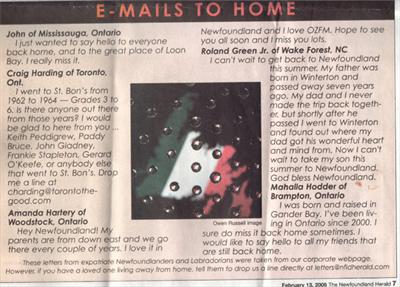 E-MAILS TO HOME
John of Mississauga, Ontario
I just want to say hello to everyone
back home, and to the great place of Loon
Bay. I really miss it.
Craig Harding of Toronto,
Ont.
I went to St. Bon's from
1962 to 1964 — Grades 3 to
6. Is there anyone out there
from those years? I would
be glad to here from you ...
Keith Peddigrew, Paddy
Bruce, John Gladney,
Frankie Stapleton, Gerard
O'Keefe, or anybody else
that went to St. Bon's. Drop
me a line at
charding@torontothe-
good.com
Amanda Hartery of
Woodstock, Ontario
Hey Newfoundland! My
parents are from down east and we go
there every couple of years. I love it in
Newfoundland and I love OZFM. Hope to see
you all soon and I miss you lots.
Roland Green Jr. of Wake Forest, NC
I can't wait to get back to Newfoundland
this summer. My father was
born in Winterton and
passed away seven years
ago. My dad and I never
made the trip back togeth-
er, but shortly after he
passed I went to Winterton
and found out where my
dad got his wonderful heart
and mind from. Now I can't
wait to take my son this
summer to Newfoundland.
God bless Newfoundland.
Mahalia Hodder of
Brampton, Ontario
I was born and raised in
Gander Bay. I've been liv-
ing in Ontario since 2000. I
sure do miss it back home sometimes. I
would like to say hello to all my friends that
are still back home.
Owen Russell image
These letters from expatriate Newfoundlanders and Labradorians were taken from our corporate webpage.
However, if you have a loved one living away from home, tell them to drop us a line directly at letters@nfldherald.com
February 13, 2005 The Newfoundland Herald 7